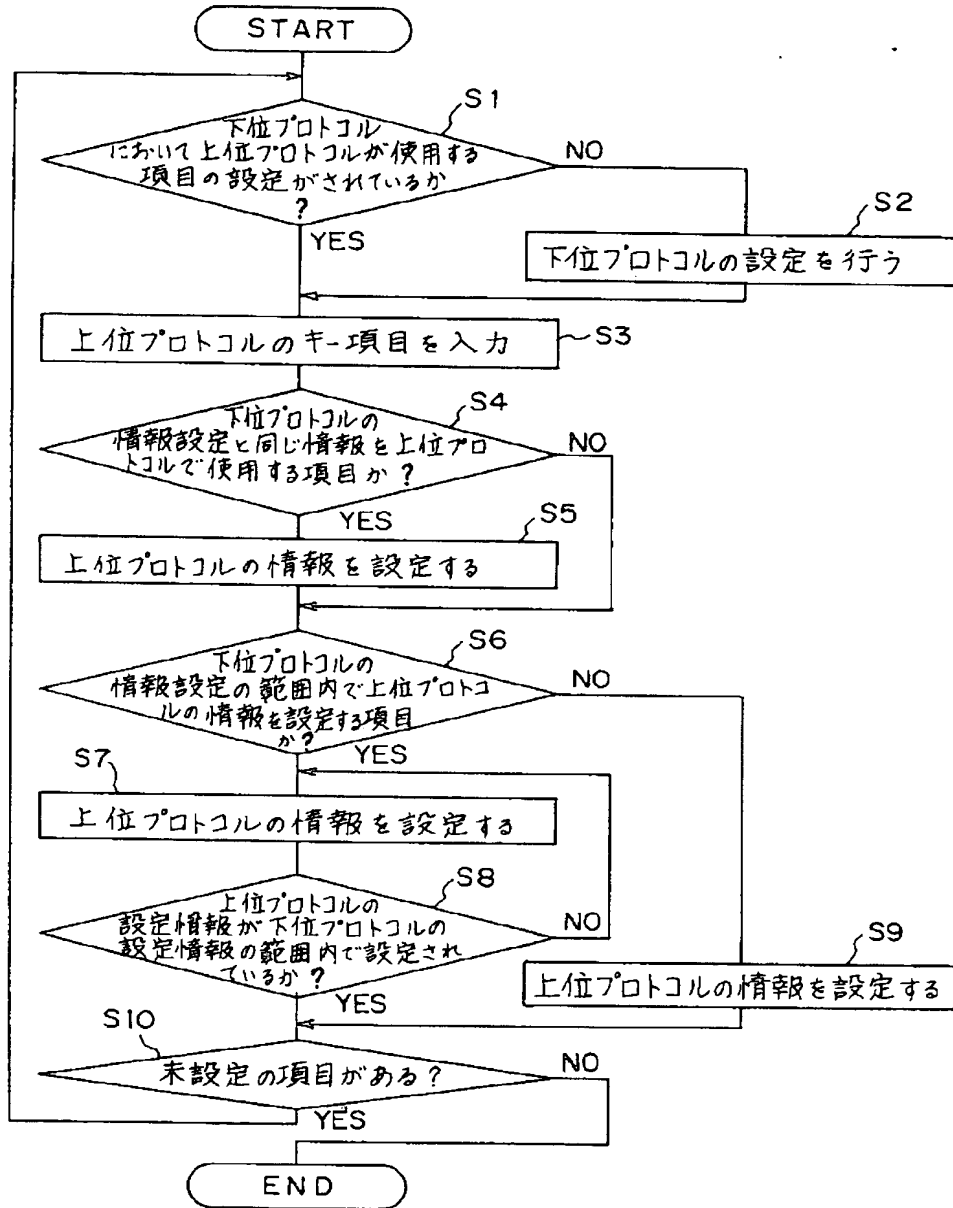 START
S1
下位プロトコル
において上位プロトコルが使用する
項目の設定がされているか
?
NO
YES
S2
下位プロトコルの設定を行う
上位プロトコルのキー項目を入力
S3
S4
下位プロトコルの
情報設定と同じ情報を上位プロ
トコルで使用する項目か?
NO
YES
S5
上位プロトコルの情報を設定する
S6
下位プロトコルの
情報設定の範囲内で上位プロトコ
ルの情報を設定する項目
か?
NO
YES
S7
上位プロトコルの情報を設定する
S8
上位プロトコルの
設定情報が下位プロトコルの
設定情報の範囲内で設定され
ているか?
NO
YES
S9
上位プロトコルの情報を設定する
S10
未設定の項目がある?
NO
YES
END